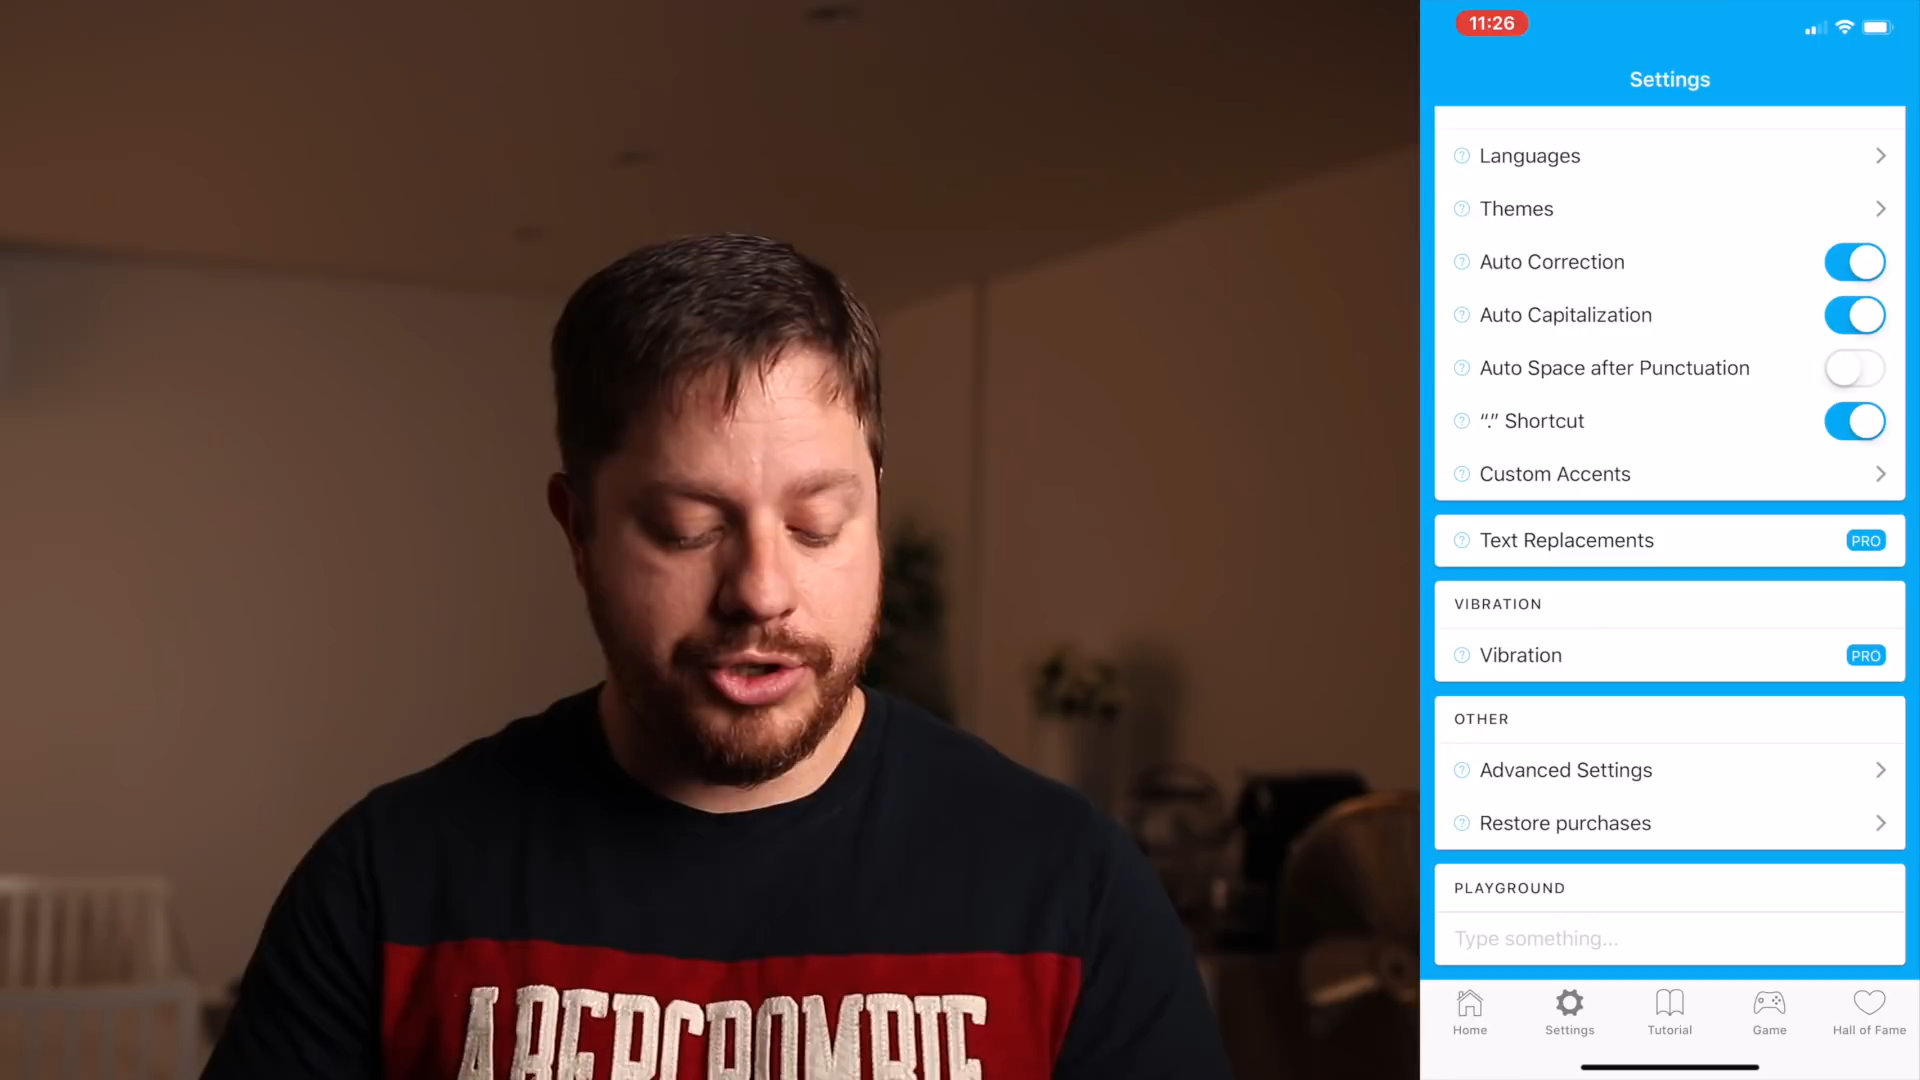 11:26
Settings
Languages
Themes
Auto Correction
Auto Capitalization
Auto Space after Punctuation
“.” Shortcut
Custom Accents
Text Replacements
PRO
VIBRATION
Vibration
PRO
OTHER
Advanced Settings
Restore purchases
PLAYGROUND
Type something...
Home
Settings
Tutorial
Game
Hall of Fame
ABERCROMBIE